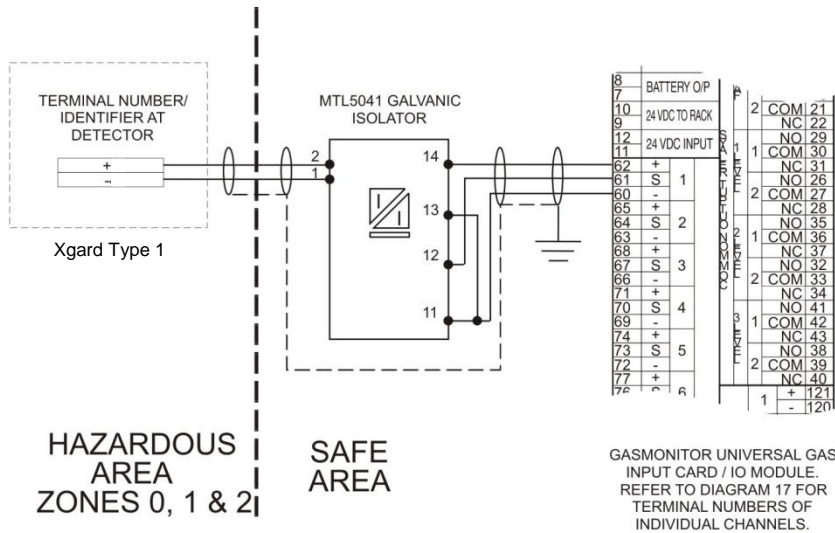 TERMINAL NUMBER/
IDENTIFIER AT
DETECTOR
+
-
Xgard Type 1
MTL5041 GALVANIC
ISOLATOR
2
1
14
13
12
11
HAZARDOUS
AREA
ZONES 0, 1 & 2
SAFE
AREA
8
7
BATTERY O/P
10
9
24 VDC TO RACK
12
11
24 VDC INPUT
62 +
61 S 1
60 -
65 +
64 S 2
63 -
68 +
67 S 3
66 -
71 +
70 S 4
69 -
74 +
73 S 5
72 -
77 +
76 6
2 COM 21
NC 22
NO 29
1 COM 30
NC 31
NO 26
2 COM 27
NC 28
NO 35
1 COM 36
NC 37
NO 32
2 COM 33
NC 34
NO 41
1 COM 42
NC 43
NO 38
2 COM 39
NC 40
1 + 121
- 120
GASMONITOR UNIVERSAL GAS
INPUT CARD / IO MODULE.
REFER TO DIAGRAM 17 FOR
TERMINAL NUMBERS OF
INDIVIDUAL CHANNELS.